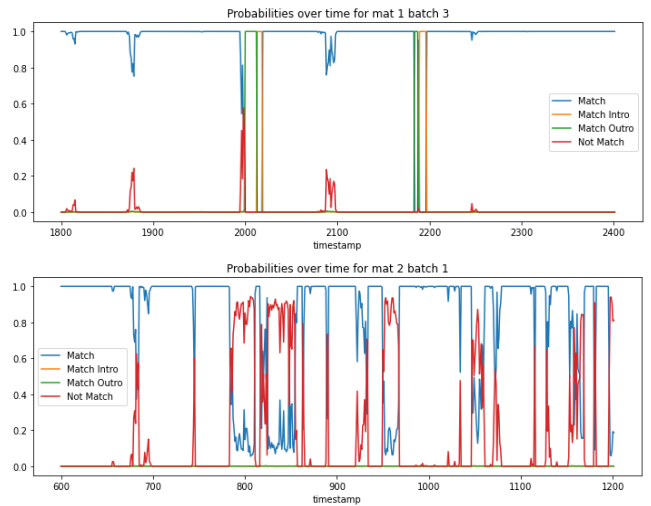 Probabilities over time for mat 1 batch 3
1.0
0.8
0.6
0.4
0.2
0.0
Match
Match Intro
Match Outro
Not Match
1800 1900 2000 2100 2200 2300 2400
timestamp
Probabilities over time for mat 2 batch 1
1.0
0.8
0.6
0.4
0.2
0.0
Match
Match Intro
Match Outro
Not Match
600 700 800 900 1000 1100 1200
timestamp